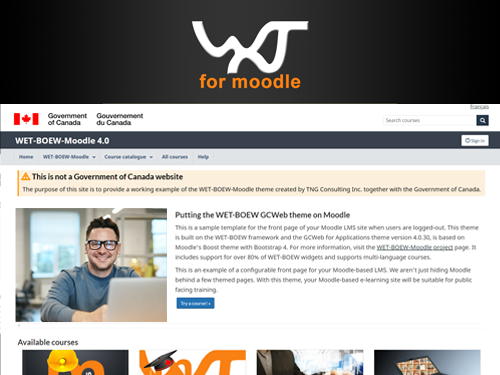 for moodle
Français
Government
of Canada
Gouvernement
du Canada
Search courses
WET-BOEW-Moodle 4.0
Sign in
Home WET-BOEW-Moodle Course catalogue All courses Help
This is not a Government of Canada website
The purpose of this site is to provide a working example of the WET-BOEW-Moodle theme created by TNG Consulting Inc. together with the Government of Canada.
Putting the WET-BOEW GCWeb theme on Moodle
This is a sample template for the front page of your Moodle LMS site when users are logged-out. This theme
is built on the WET-BOEW framework and the GCWeb for Applications theme version 4.0.30, is based on
Moodle's Boost theme with Bootstrap 4. For more information, visit the WET-BOEW-Moodle project page. It
includes support for over 80% of WET-BOEW widgets and supports multi-language courses.
This is an example of a configurable front page for your Moodle-based LMS. We aren't just hiding Moodle
behind a few themed pages. With this theme, your Moodle-based e-learning site will be suitable for public
facing training.
Try a course! »
Available courses